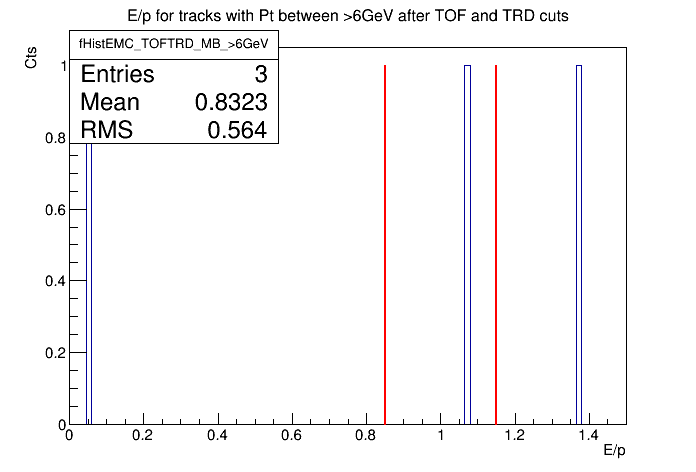 E/p for tracks with Pt between >6GeV after TOF and TRD cuts
Cts
fHistEMC_TOFTRD_MB_>6GeV
Entries 3
Mean 0.8323
RMS 0.564
1
0.8
0.6
0.4
0.2
0
0 0.2 0.4 0.6 0.8 1 1.2 1.4
E/p